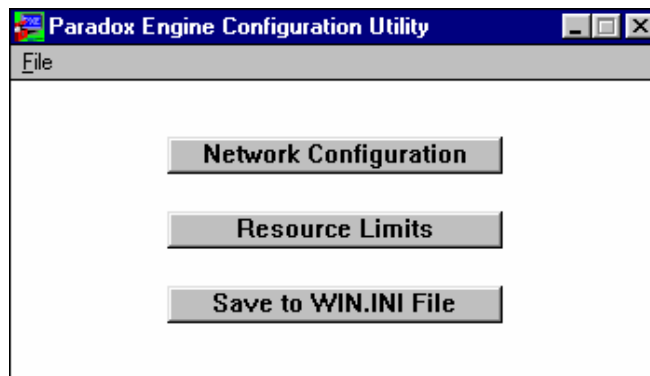 Paradox Engine Configuration Utility
File
Network Configuration
Resource Limits
Save to WIN.INI File